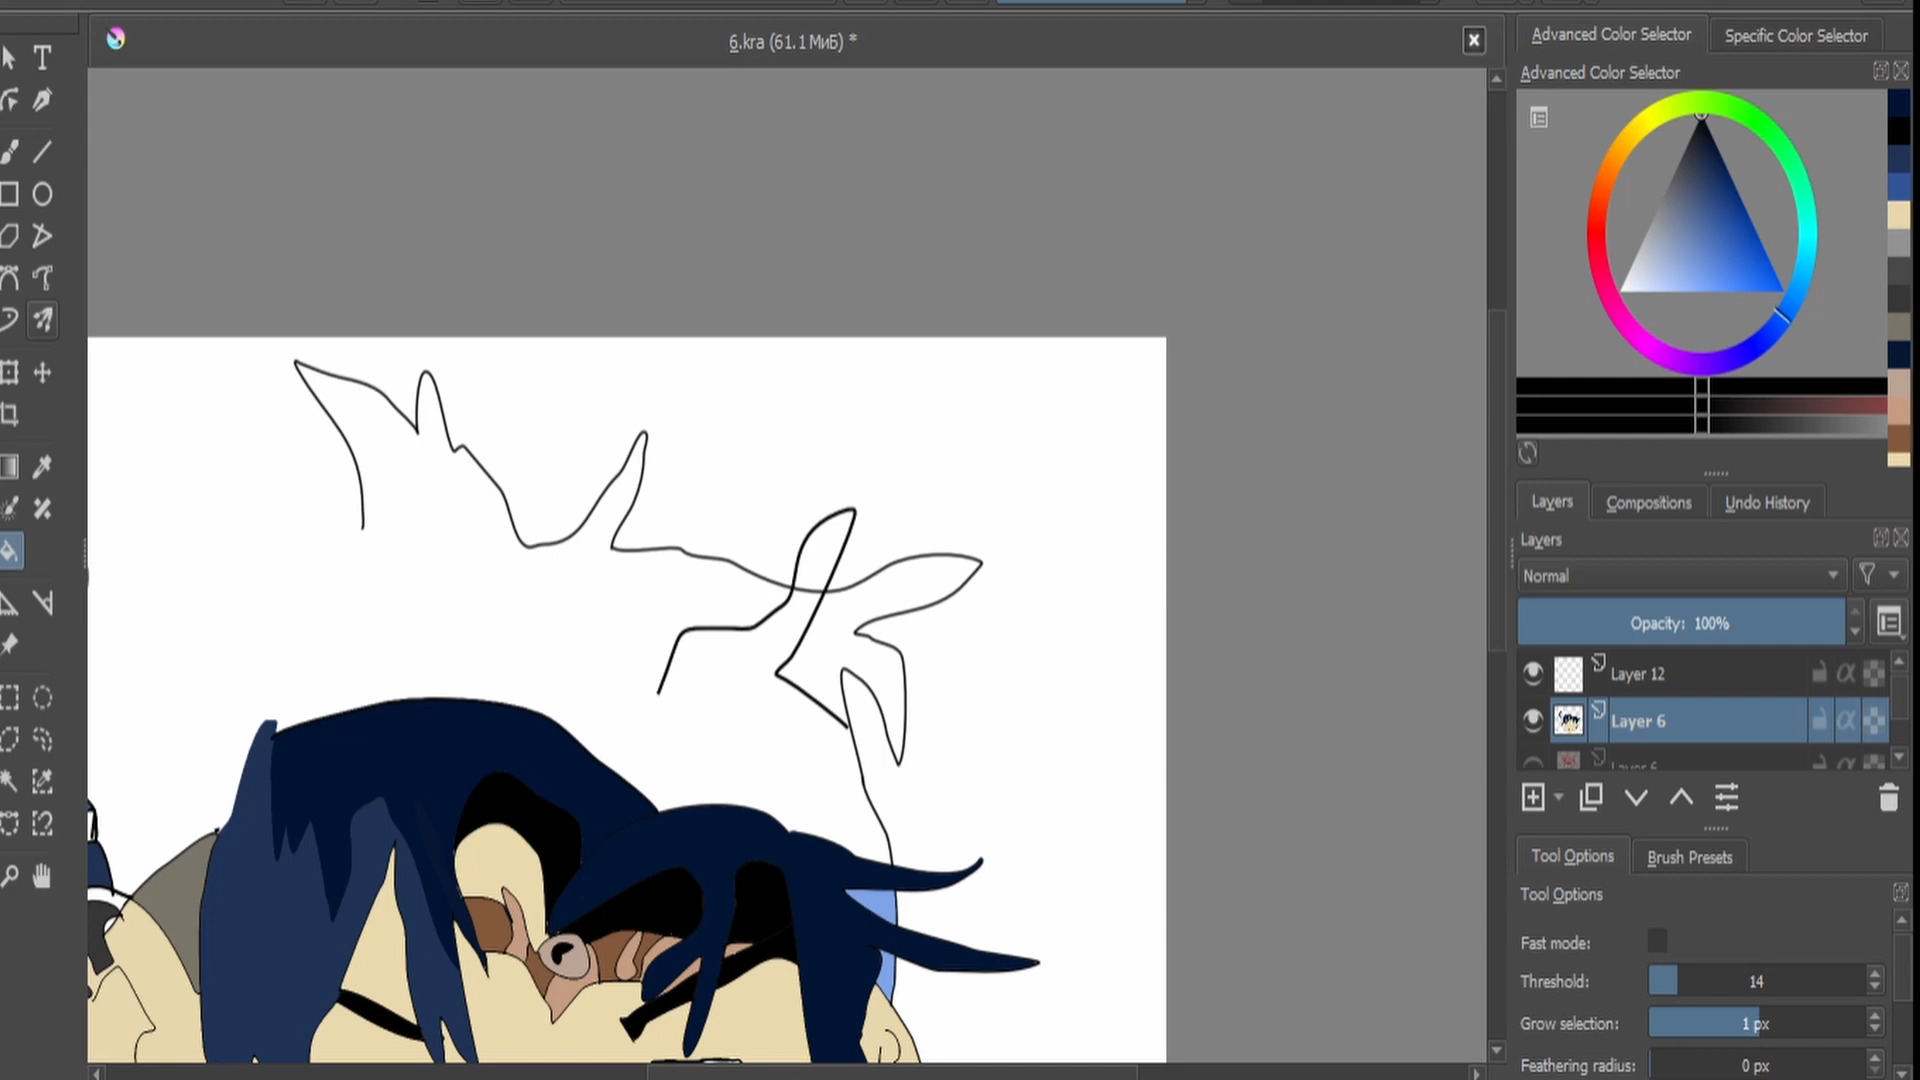 6.kra (61.1 МиБ) *
Advanced Color Selector
Specific Color Selector
Advanced Color Selector
Layers
Compositions
Undo History
Layers
Normal
Opacity: 100%
Layer 12
Layer 6
Layer 6
Tool Options
Brush Presets
Tool Options
Fast mode:
Threshold:
14
Grow selection:
1 px
Feathering radius:
0 px